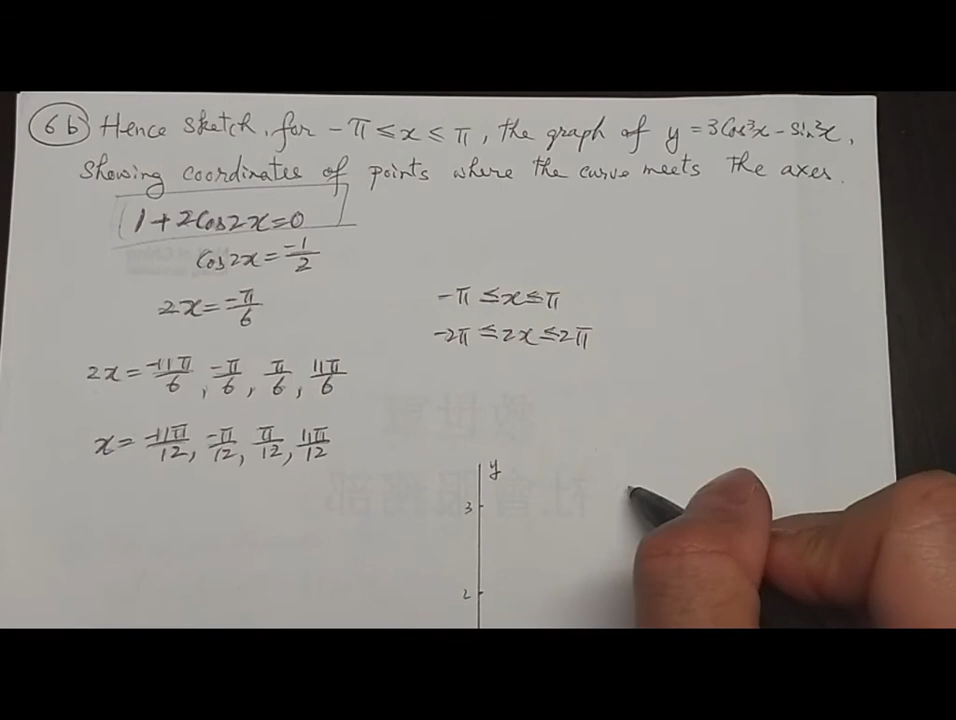 6b Hence sketch, for -π ≤ x ≤ π, the graph of y = 3Cos²x - sin²x,
showing coordinates of points where the curve meets the axes.
1 + 2Cos2x = 0
Cos2x = -1/2
2x = -π/6
-π ≤ x ≤ π
-2π ≤ 2x ≤ 2π
2x = -11π/6, -π/6, π/6, 11π/6
x = -11π/12, -π/12, π/12, 11π/12
y
3
2